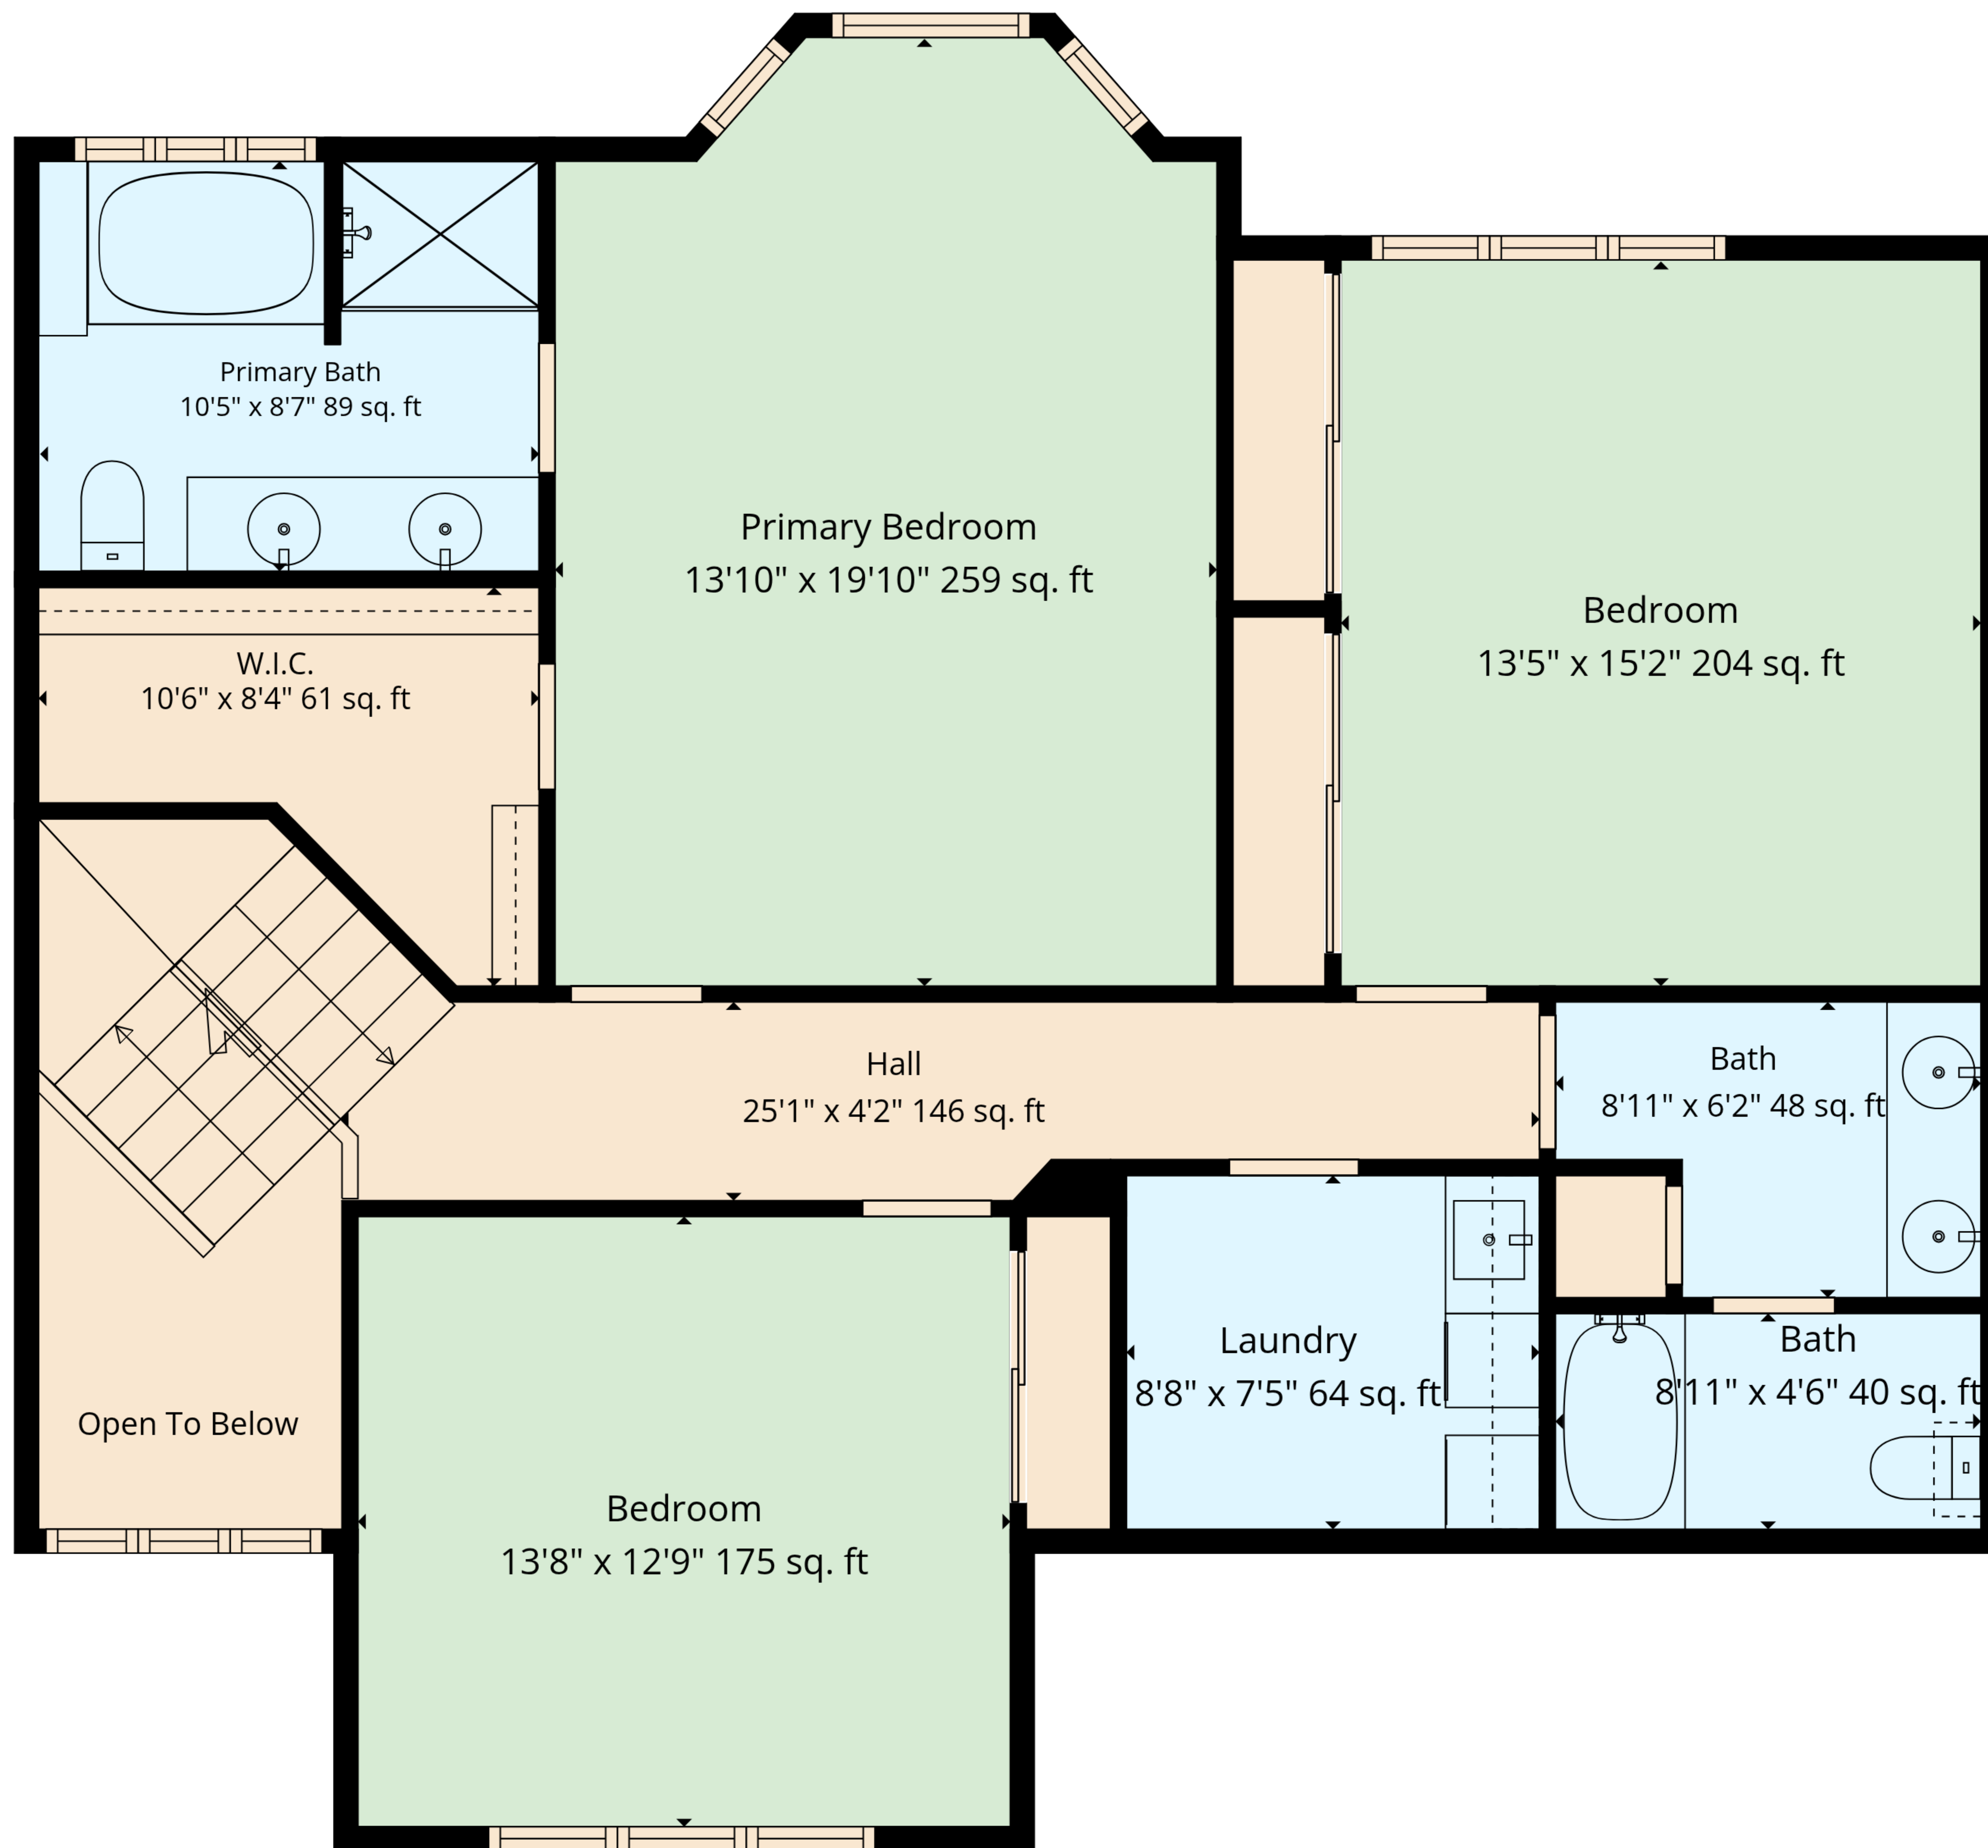 Primary Bath
10'5" x 8'7" 89 sq. ft
Primary Bedroom
13'10" x 19'10" 259 sq. ft
Bedroom
13'5" x 15'2" 204 sq. ft
W.I.C.
10'6" x 8'4" 61 sq. ft
Hall
25'1" x 4'2" 146 sq. ft
Bath
8'11" x 6'2" 48 sq. ft
Laundry
8'8" x 7'5" 64 sq. ft
Bath
8'11" x 4'6" 40 sq. ft
Open To Below
Bedroom
13'8" x 12'9" 175 sq. ft